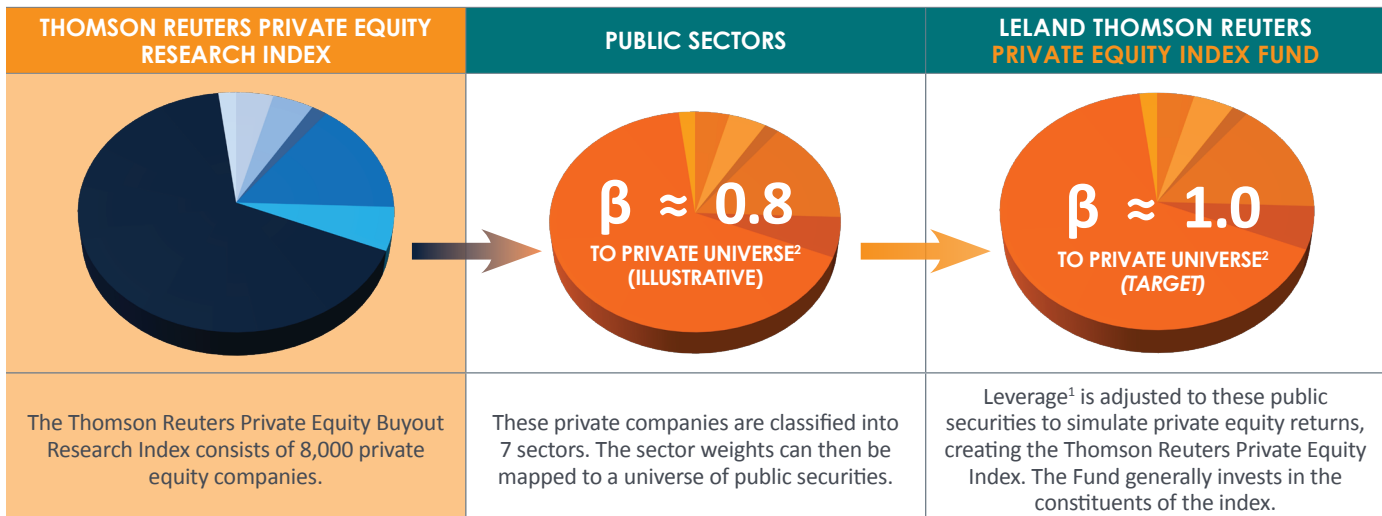 THOMSON REUTERS PRIVATE EQUITY
RESEARCH INDEX
PUBLIC SECTORS
LELAND THOMSON REUTERS
PRIVATE EQUITY INDEX FUND
β ≈ 0.8
TO PRIVATE UNIVERSE²
(ILLUSTRATIVE)
β ≈ 1.0
TO PRIVATE UNIVERSE²
(TARGET)
The Thomson Reuters Private Equity Buyout
Research Index consists of 8,000 private
equity companies.
These private companies are classified into
7 sectors. The sector weights can then be
mapped to a universe of public securities.
Leverage¹ is adjusted to these public
securities to simulate private equity returns,
creating the Thomson Reuters Private Equity
Index. The Fund generally invests in the
constituents of the index.